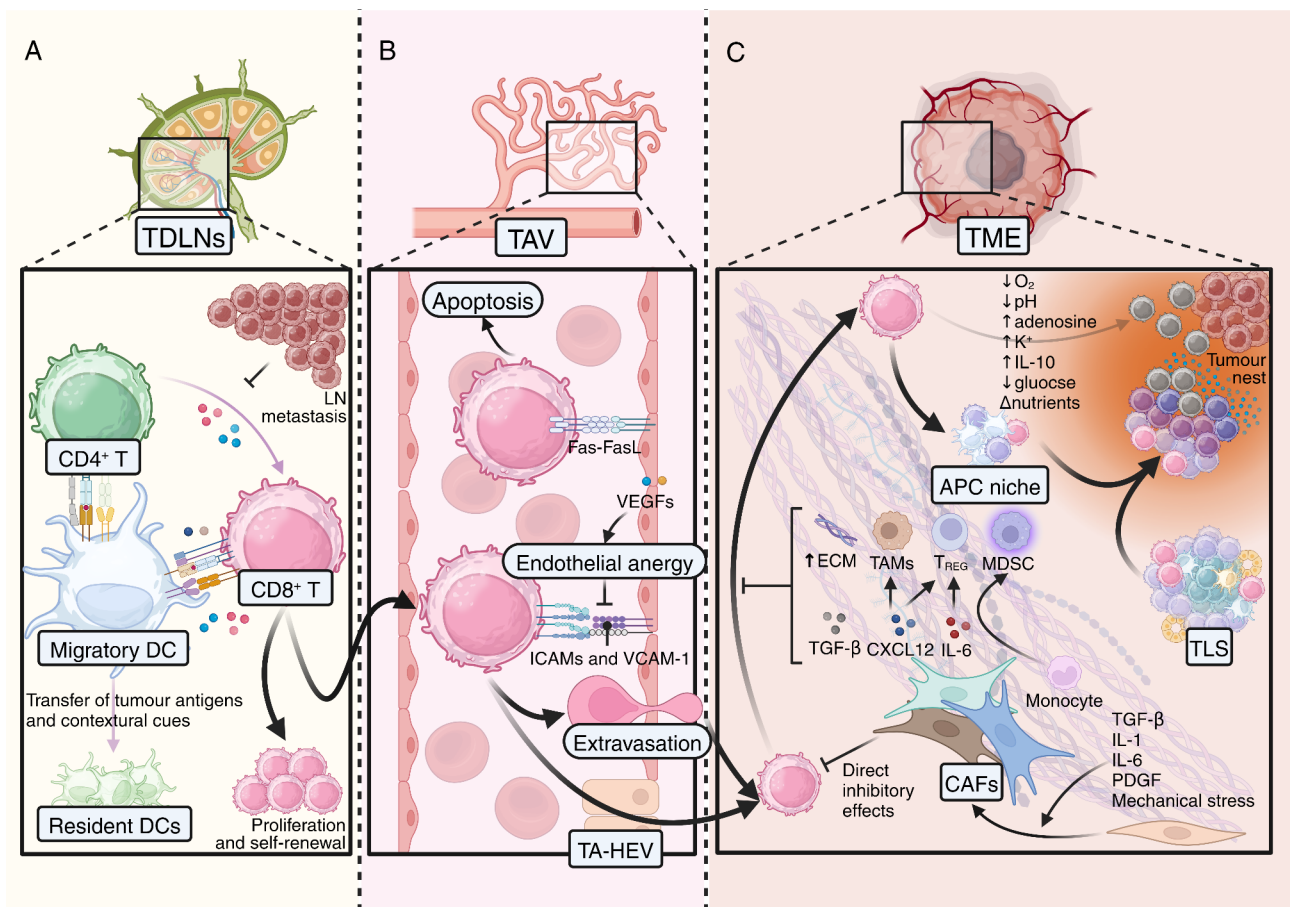 A
TDLNs
LN
metastasis
CD4⁺ T
CD8⁺ T
Migratory DC
Transfer of tumour antigens
and contextural cues
Resident DCs
Proliferation
and self-renewal
B
TAV
Apoptosis
Fas-FasL
VEGFs
Endothelial anergy
ICAMs and VCAM-1
Extravasation
TA-HEV
C
TME
↓O₂
↓pH
↑adenosine
↑K⁺
↑IL-10
↓gluocse
Δnutrients
Tumour
nest
APC niche
↑ECM
TAMs
TREG
MDSC
TGF-β
CXCL12
IL-6
TLS
Monocyte
TGF-β
IL-1
IL-6
PDGF
Mechanical stress
CAFs
Direct
inhibitory
effects